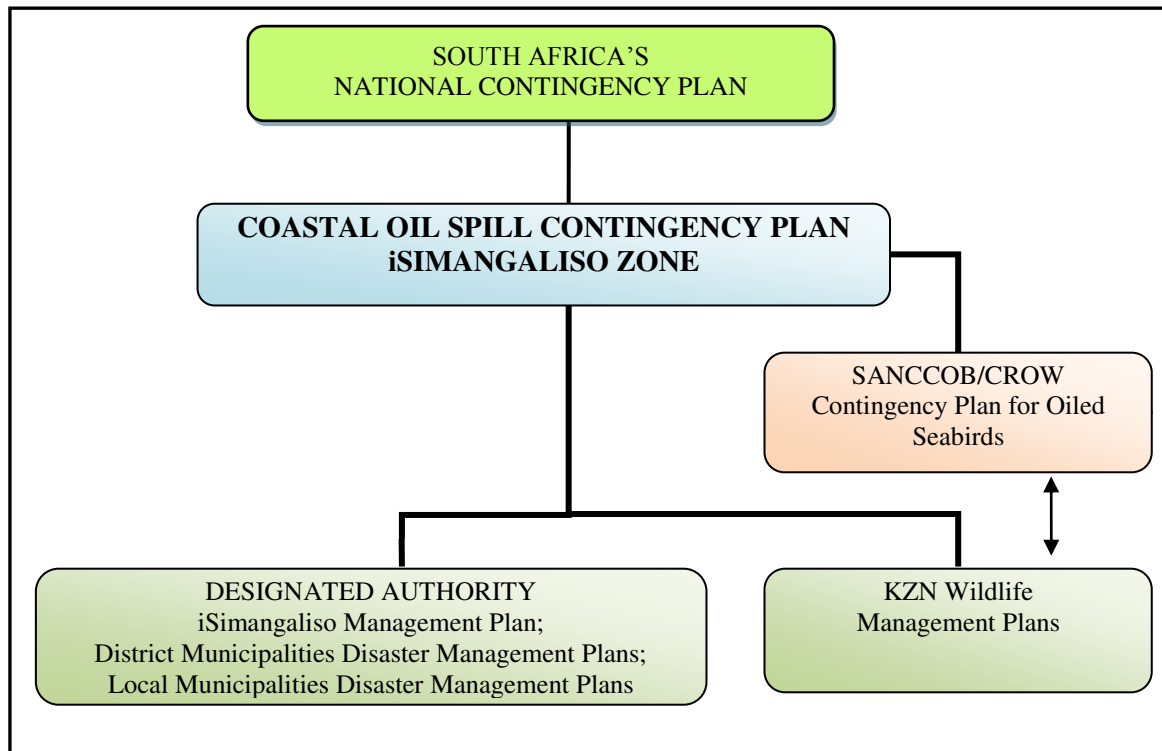 SOUTH AFRICA’S
NATIONAL CONTINGENCY PLAN
COASTAL OIL SPILL CONTINGENCY PLAN
iSIMANGALISO ZONE
SANCCOB/CROW
Contingency Plan for Oiled
Seabirds
DESIGNATED AUTHORITY
iSimangaliso Management Plan;
District Municipalities Disaster Management Plans;
Local Municipalities Disaster Management Plans
KZN Wildlife
Management Plans